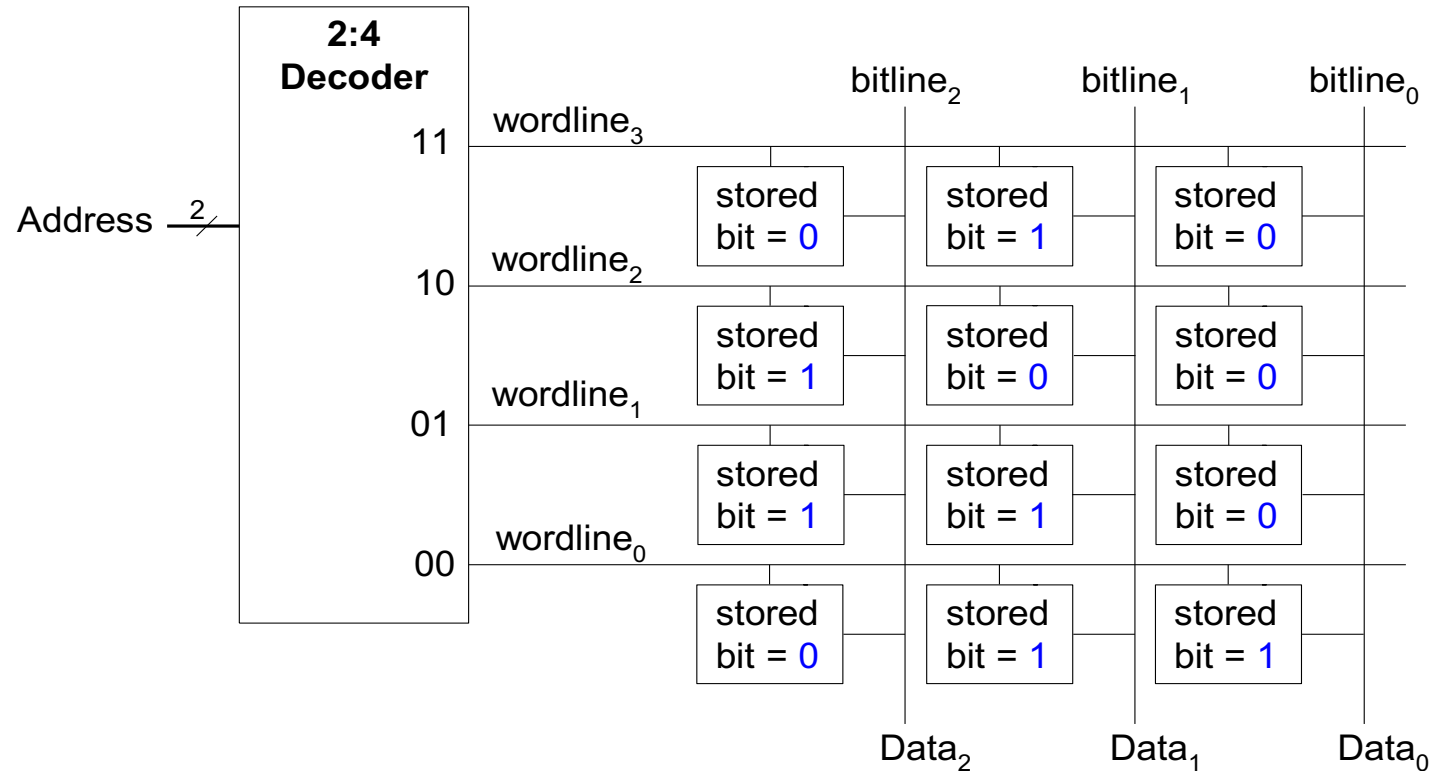 2:4
Decoder
bitline₂ bitline₁ bitline₀
11 wordline₃
Address 2
stored stored stored
bit = 0 bit = 1 bit = 0
10 wordline₂
stored stored stored
bit = 1 bit = 0 bit = 0
01 wordline₁
stored stored stored
bit = 1 bit = 1 bit = 0
00 wordline₀
stored stored stored
bit = 0 bit = 1 bit = 1
Data₂ Data₁ Data₀